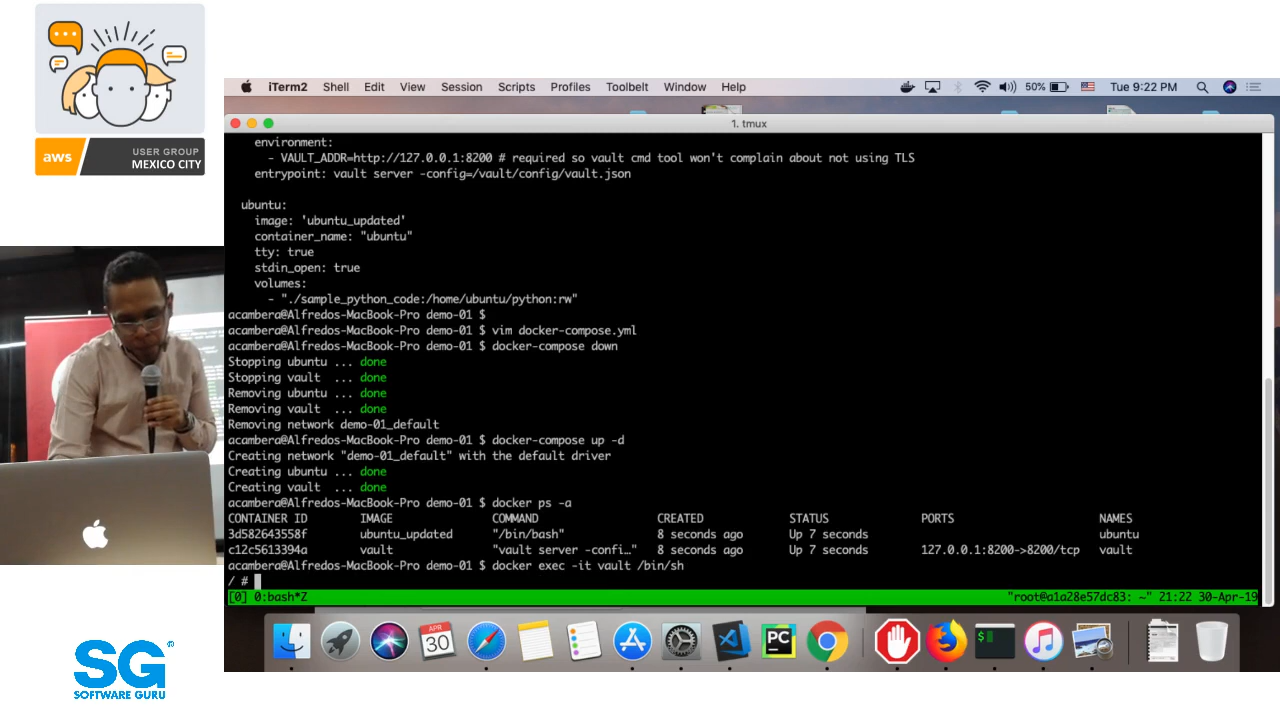 aws
USER GROUP
MEXICO CITY
iTerm2 Shell Edit View Session Scripts Profiles Toolbelt Window Help 50% Tue 9:22 PM
1. tmux
environment:
- VAULT_ADDR=http://127.0.0.1:8200 # required so vault cmd tool won't complain about not using TLS
entrypoint: vault server -config=/vault/config/vault.json
ubuntu:
image: 'ubuntu_updated'
container_name: "ubuntu"
tty: true
stdin_open: true
volumes:
- "./sample_python_code:/home/ubuntu/python:rw"
acambera@Alfredos-MacBook-Pro demo-01 $
acambera@Alfredos-MacBook-Pro demo-01 $ vim docker-compose.yml
acambera@Alfredos-MacBook-Pro demo-01 $ docker-compose down
Stopping ubuntu ... done
Stopping vault ... done
Removing ubuntu ... done
Removing vault ... done
Removing network demo-01_default
acambera@Alfredos-MacBook-Pro demo-01 $ docker-compose up -d
Creating network "demo-01_default" with the default driver
Creating ubuntu ... done
Creating vault ... done
acambera@Alfredos-MacBook-Pro demo-01 $ docker ps -a
CONTAINER ID IMAGE COMMAND CREATED STATUS PORTS NAMES
3d582643558f ubuntu_updated "/bin/bash" 8 seconds ago Up 7 seconds ubuntu
c12c5613394a vault "vault server -confi…" 8 seconds ago Up 7 seconds 127.0.0.1:8200->8200/tcp vault
acambera@Alfredos-MacBook-Pro demo-01 $ docker exec -it vault /bin/sh
/ #
[0] 0:bash*Z "root@a1a28e57dc83: ~" 21:22 30-Apr-19
APR
30
PC
$
SG®
SOFTWARE GURU